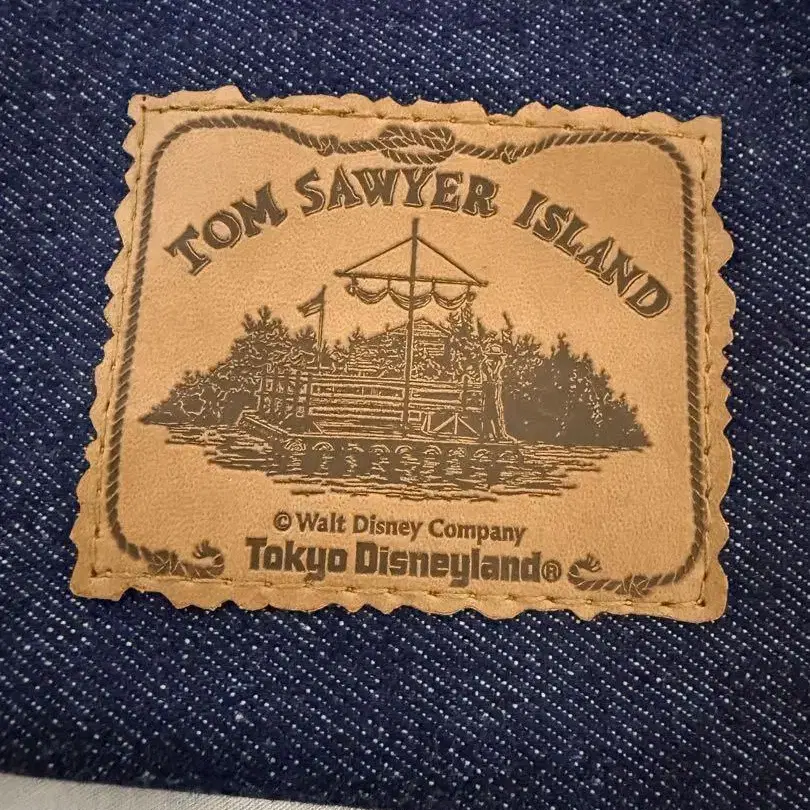 TOM SAWYER ISLAND
© Walt Disney Company
Tokyo Disneyland®